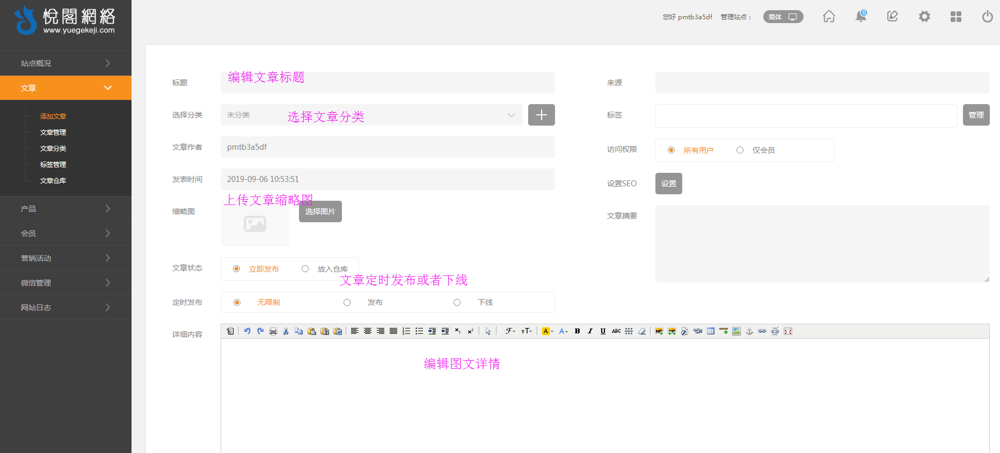 悅閣網絡
www.yuegekeji.com
您好 pmtb3a5df 管理站点：
简体
0
站点概况
文章
添加文章
文章管理
文章分类
标签管理
文章仓库
产品
会员
营销活动
微信管理
网站日志
标题
编辑文章标题
选择分类
未分类
选择文章分类
文章作者
pmtb3a5df
发表时间
2019-09-06 10:53:51
上传文章缩略图
缩略图
选择图片
文章状态
立即发布
放入仓库
文章定时发布或者下线
定时发布
无限制
发布
下线
来源
标签
管理
访问权限
所有用户
仅会员
设置SEO
设置
文章摘要
详细内容
编辑图文详情